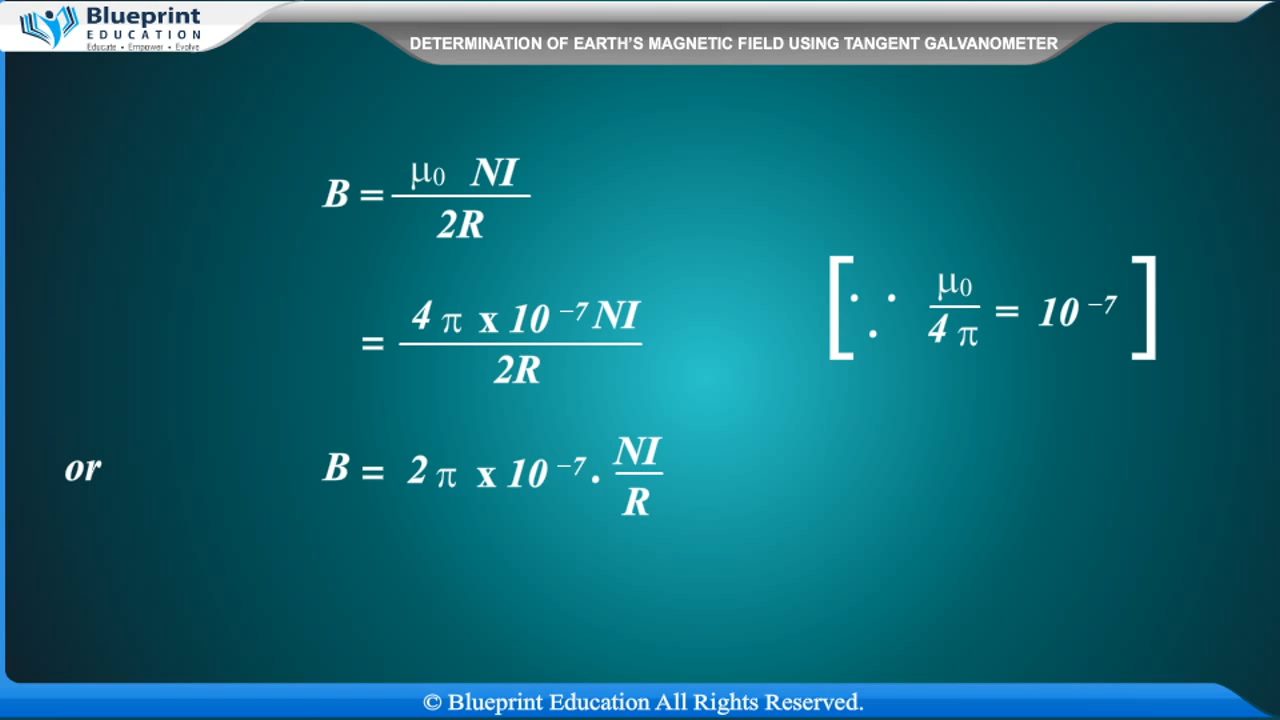 Blueprint
EDUCATION
Educate • Empower • Evolve
DETERMINATION OF EARTH'S MAGNETIC FIELD USING TANGENT GALVANOMETER
B = μ₀ NI / 2R
= 4 π x 10 ⁻⁷ NI / 2R
[ ∵ μ₀ / 4 π = 10 ⁻⁷ ]
or B = 2 π x 10 ⁻⁷ . NI / R
© Blueprint Education All Rights Reserved.